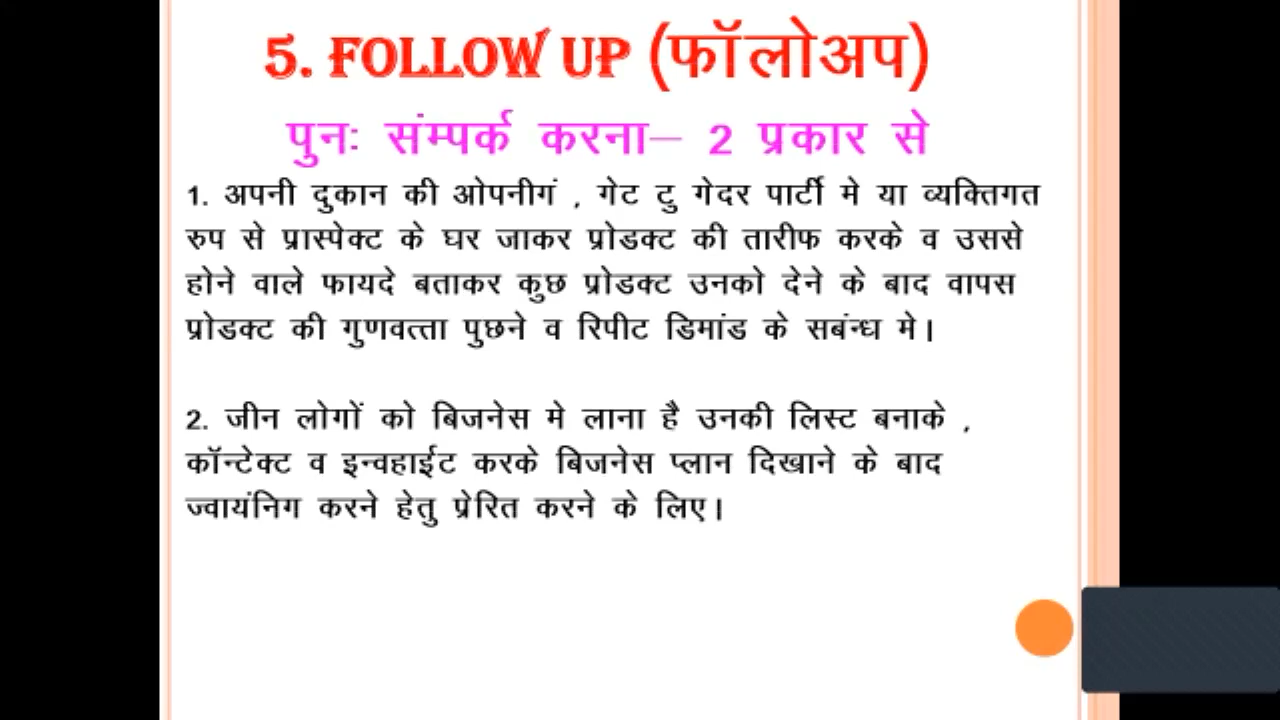 5. FOLLOW UP (फॉलोअप)
पुनः संम्पर्क करना– 2 प्रकार से
1. अपनी दुकान की ओपनीगं , गेट टु गेदर पार्टी मे या व्यक्तिगत
रुप से प्रास्पेक्ट के घर जाकर प्रोडक्ट की तारीफ करके व उससे
होने वाले फायदे बताकर कुछ प्रोडक्ट उनको देने के बाद वापस
प्रोडक्ट की गुणवत्ता पुछने व रिपीट डिमांड के सबंन्ध मे।
2. जीन लोगों को बिजनेस मे लाना है उनकी लिस्ट बनाके ,
कॉन्टेक्ट व इन्वहाईट करके बिजनेस प्लान दिखाने के बाद
ज्वायंनिग करने हेतु प्रेरित करने के लिए।